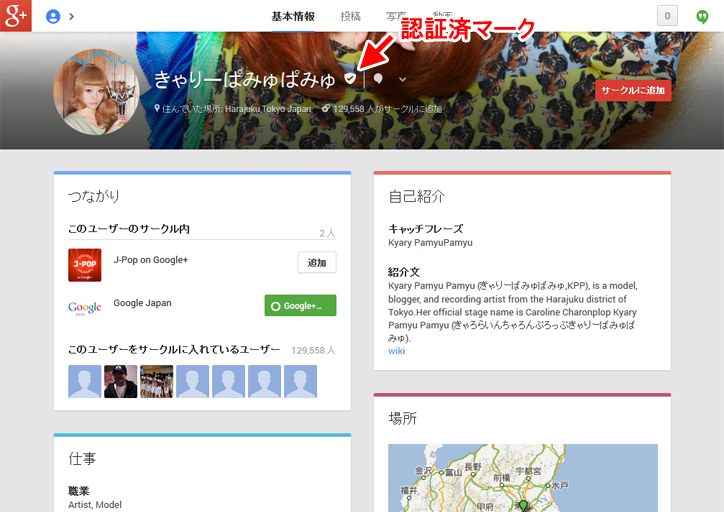 g+
基本情報 投稿 写真 動画
0
認証済マーク
きゃりーぱみゅぱみゅ
住んでいた場所: Harajuku,Tokyo Japan 129,558 人がサークルに追加
サークルに追加
つながり
このユーザーのサークル内 2 人
J-POP
J-Pop on Google+
追加
Google
Google Japan
Google+...
このユーザーをサークルに入れているユーザー 129,558 人
仕事
職業
Artist, Model
自己紹介
キャッチフレーズ
Kyary PamyuPamyu
紹介文
Kyary Pamyu Pamyu (きゃりーぱみゅぱみゅ,KPP), is a model,
blogger, and recording artist from the Harajuku district of
Tokyo.Her official stage name is Caroline Charonplop Kyary
Pamyu Pamyu (きゃろらいんちゃろんぷろっぷきゃりーぱみゅぱ
みゅ).
wiki
場所
金沢
富山
長野
前橋
宇都宮
水戸
福井
甲府